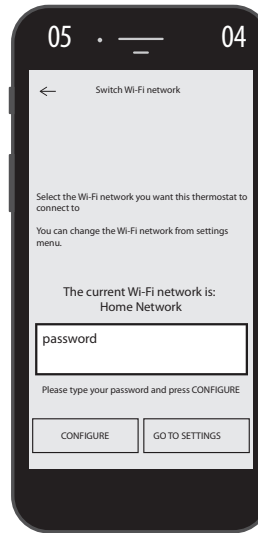 05 04
← Switch Wi-Fi network
Select the Wi-Fi network you want this thermostat to
connect to
You can change the Wi-Fi network from settings
menu.
The current Wi-Fi network is:
Home Network
password
Please type your password and press CONFIGURE
CONFIGURE GO TO SETTINGS